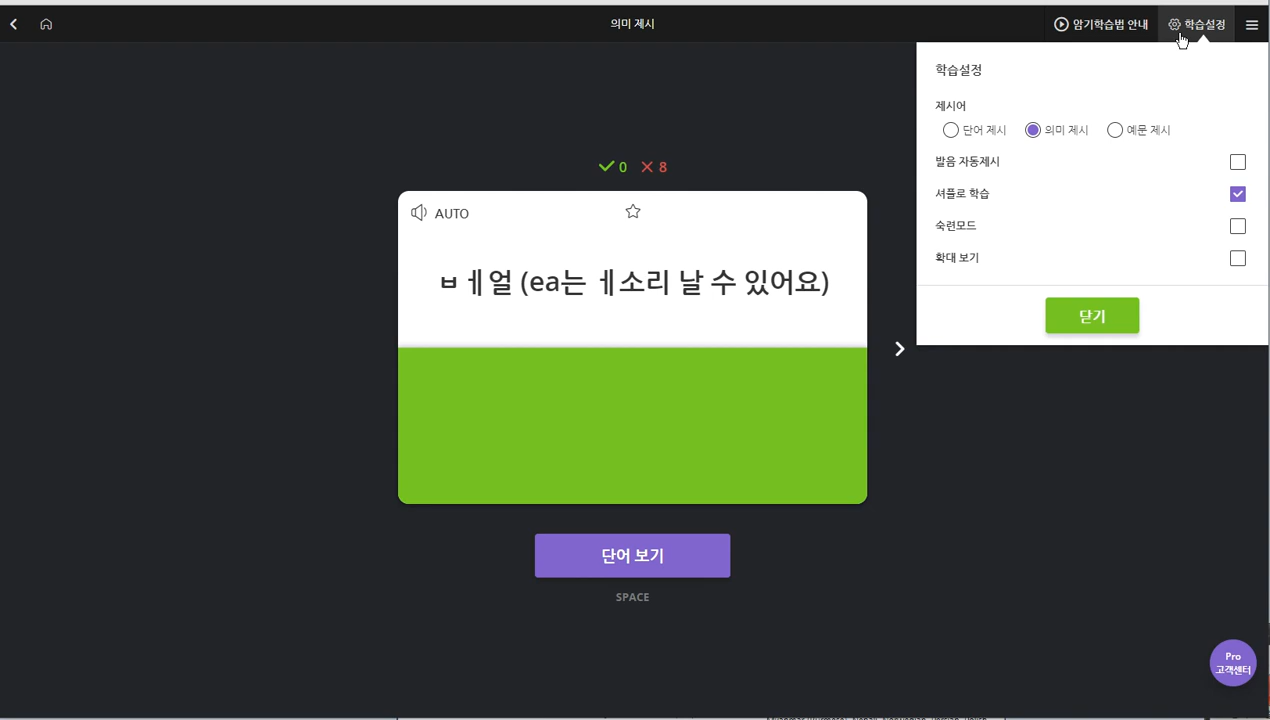 의미 제시
암기학습법 안내
학습설정
학습설정
제시어
단어 제시 의미 제시 예문 제시
발음 자동제시
셔플로 학습
숙련모드
확대 보기
닫기
0 8
AUTO
ㅂㅔ얼 (ea는 ㅔ소리 날 수 있어요)
단어 보기
SPACE
Pro
고객센터